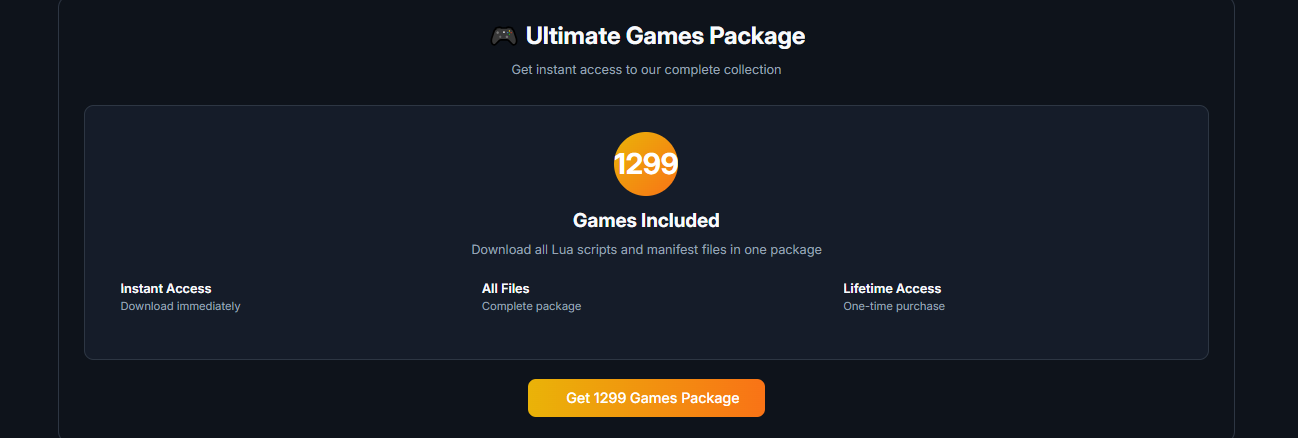 🎮 Ultimate Games Package
Get instant access to our complete collection
1299
Games Included
Download all Lua scripts and manifest files in one package
Instant Access
Download immediately
All Files
Complete package
Lifetime Access
One-time purchase
Get 1299 Games Package